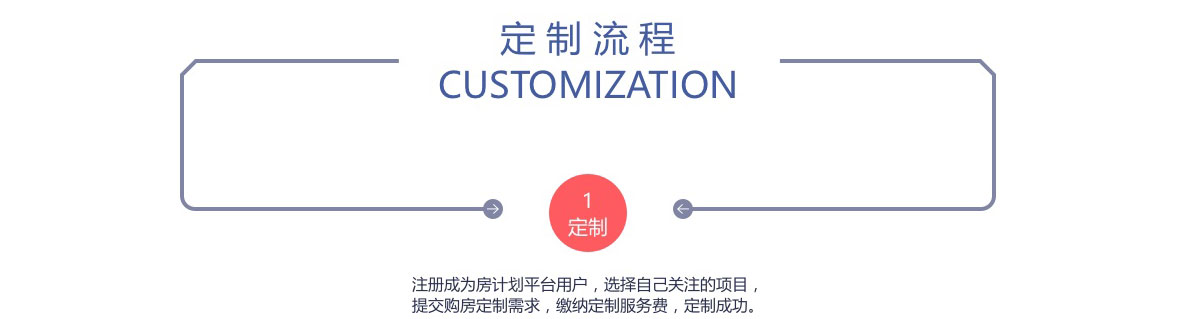 定制流程
CUSTOMIZATION
1
定制
注册成为房计划平台用户，选择自己关注的项目，
提交购房定制需求，缴纳定制服务费，定制成功。